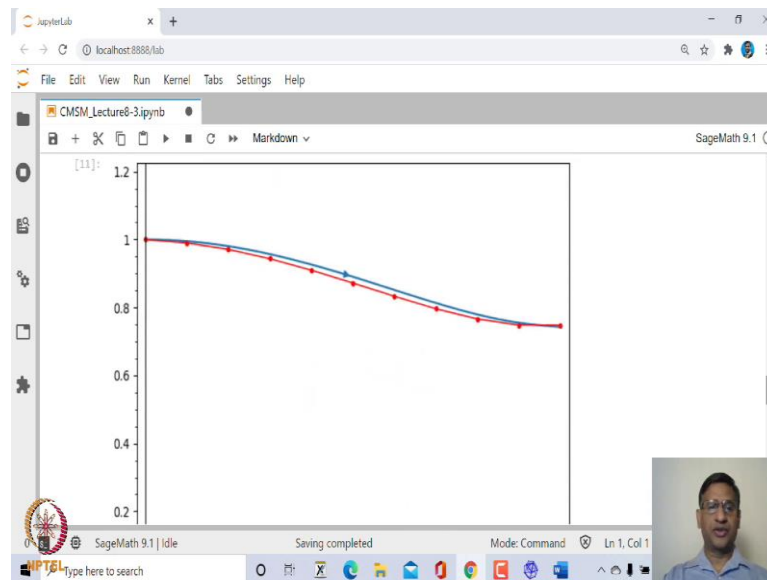 JupyterLab × +
localhost:8888/lab
File Edit View Run Kernel Tabs Settings Help
CMSM_Lecture8-3.ipynb
Markdown
SageMath 9.1
[11]:
1.2
1
0.8
0.6
0.4
0.2
SageMath 9.1 | Idle Saving completed Mode: Command Ln 1, Col 1
NPTEL
Type here to search